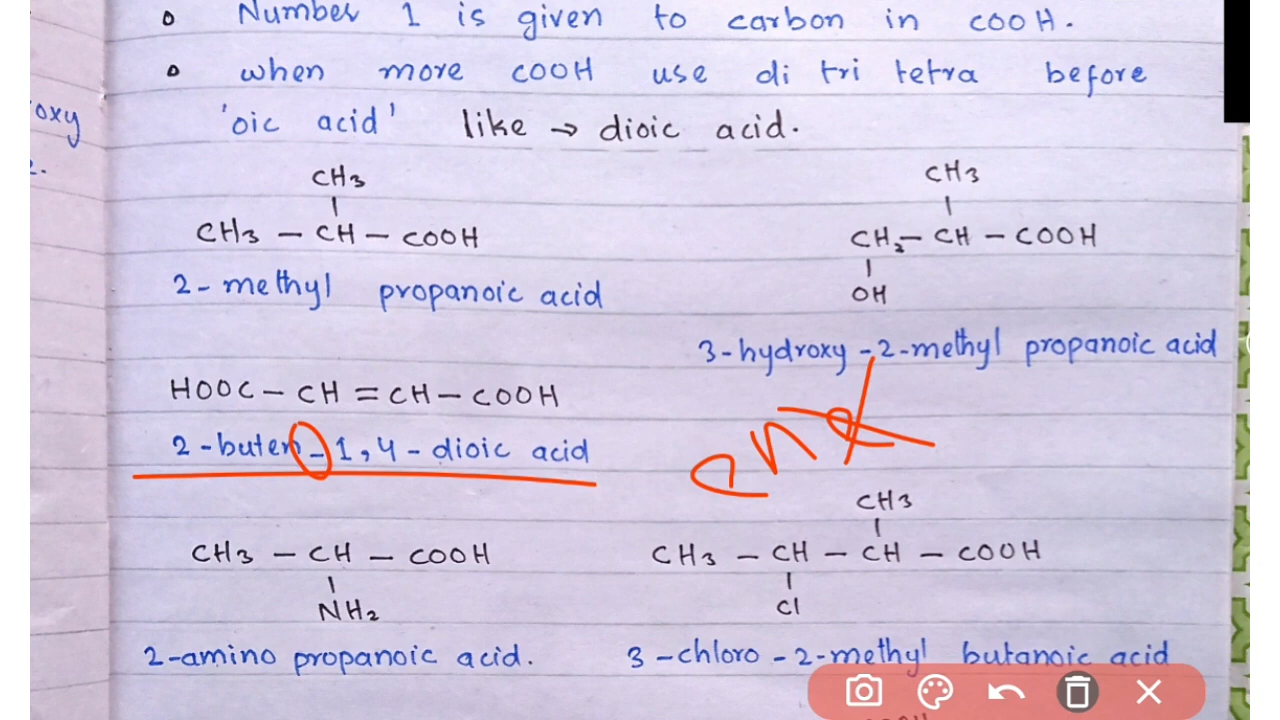 o Number 1 is given to carbon in COOH.
o when more COOH use di tri tetra before
oxy
'oic acid' like → dioic acid.
2.
CH3
CH3
CH3 – CH – COOH
CH2 – CH – COOH
OH
2-methyl propanoic acid
3-hydroxy-2-methyl propanoic acid
HOOC – CH = CH – COOH
2-buten-1,4-dioic acid
CH3
CH3 – CH – COOH
CH3 – CH – CH – COOH
NH2
Cl
2-amino propanoic acid.
3-chloro-2-methyl butanoic acid